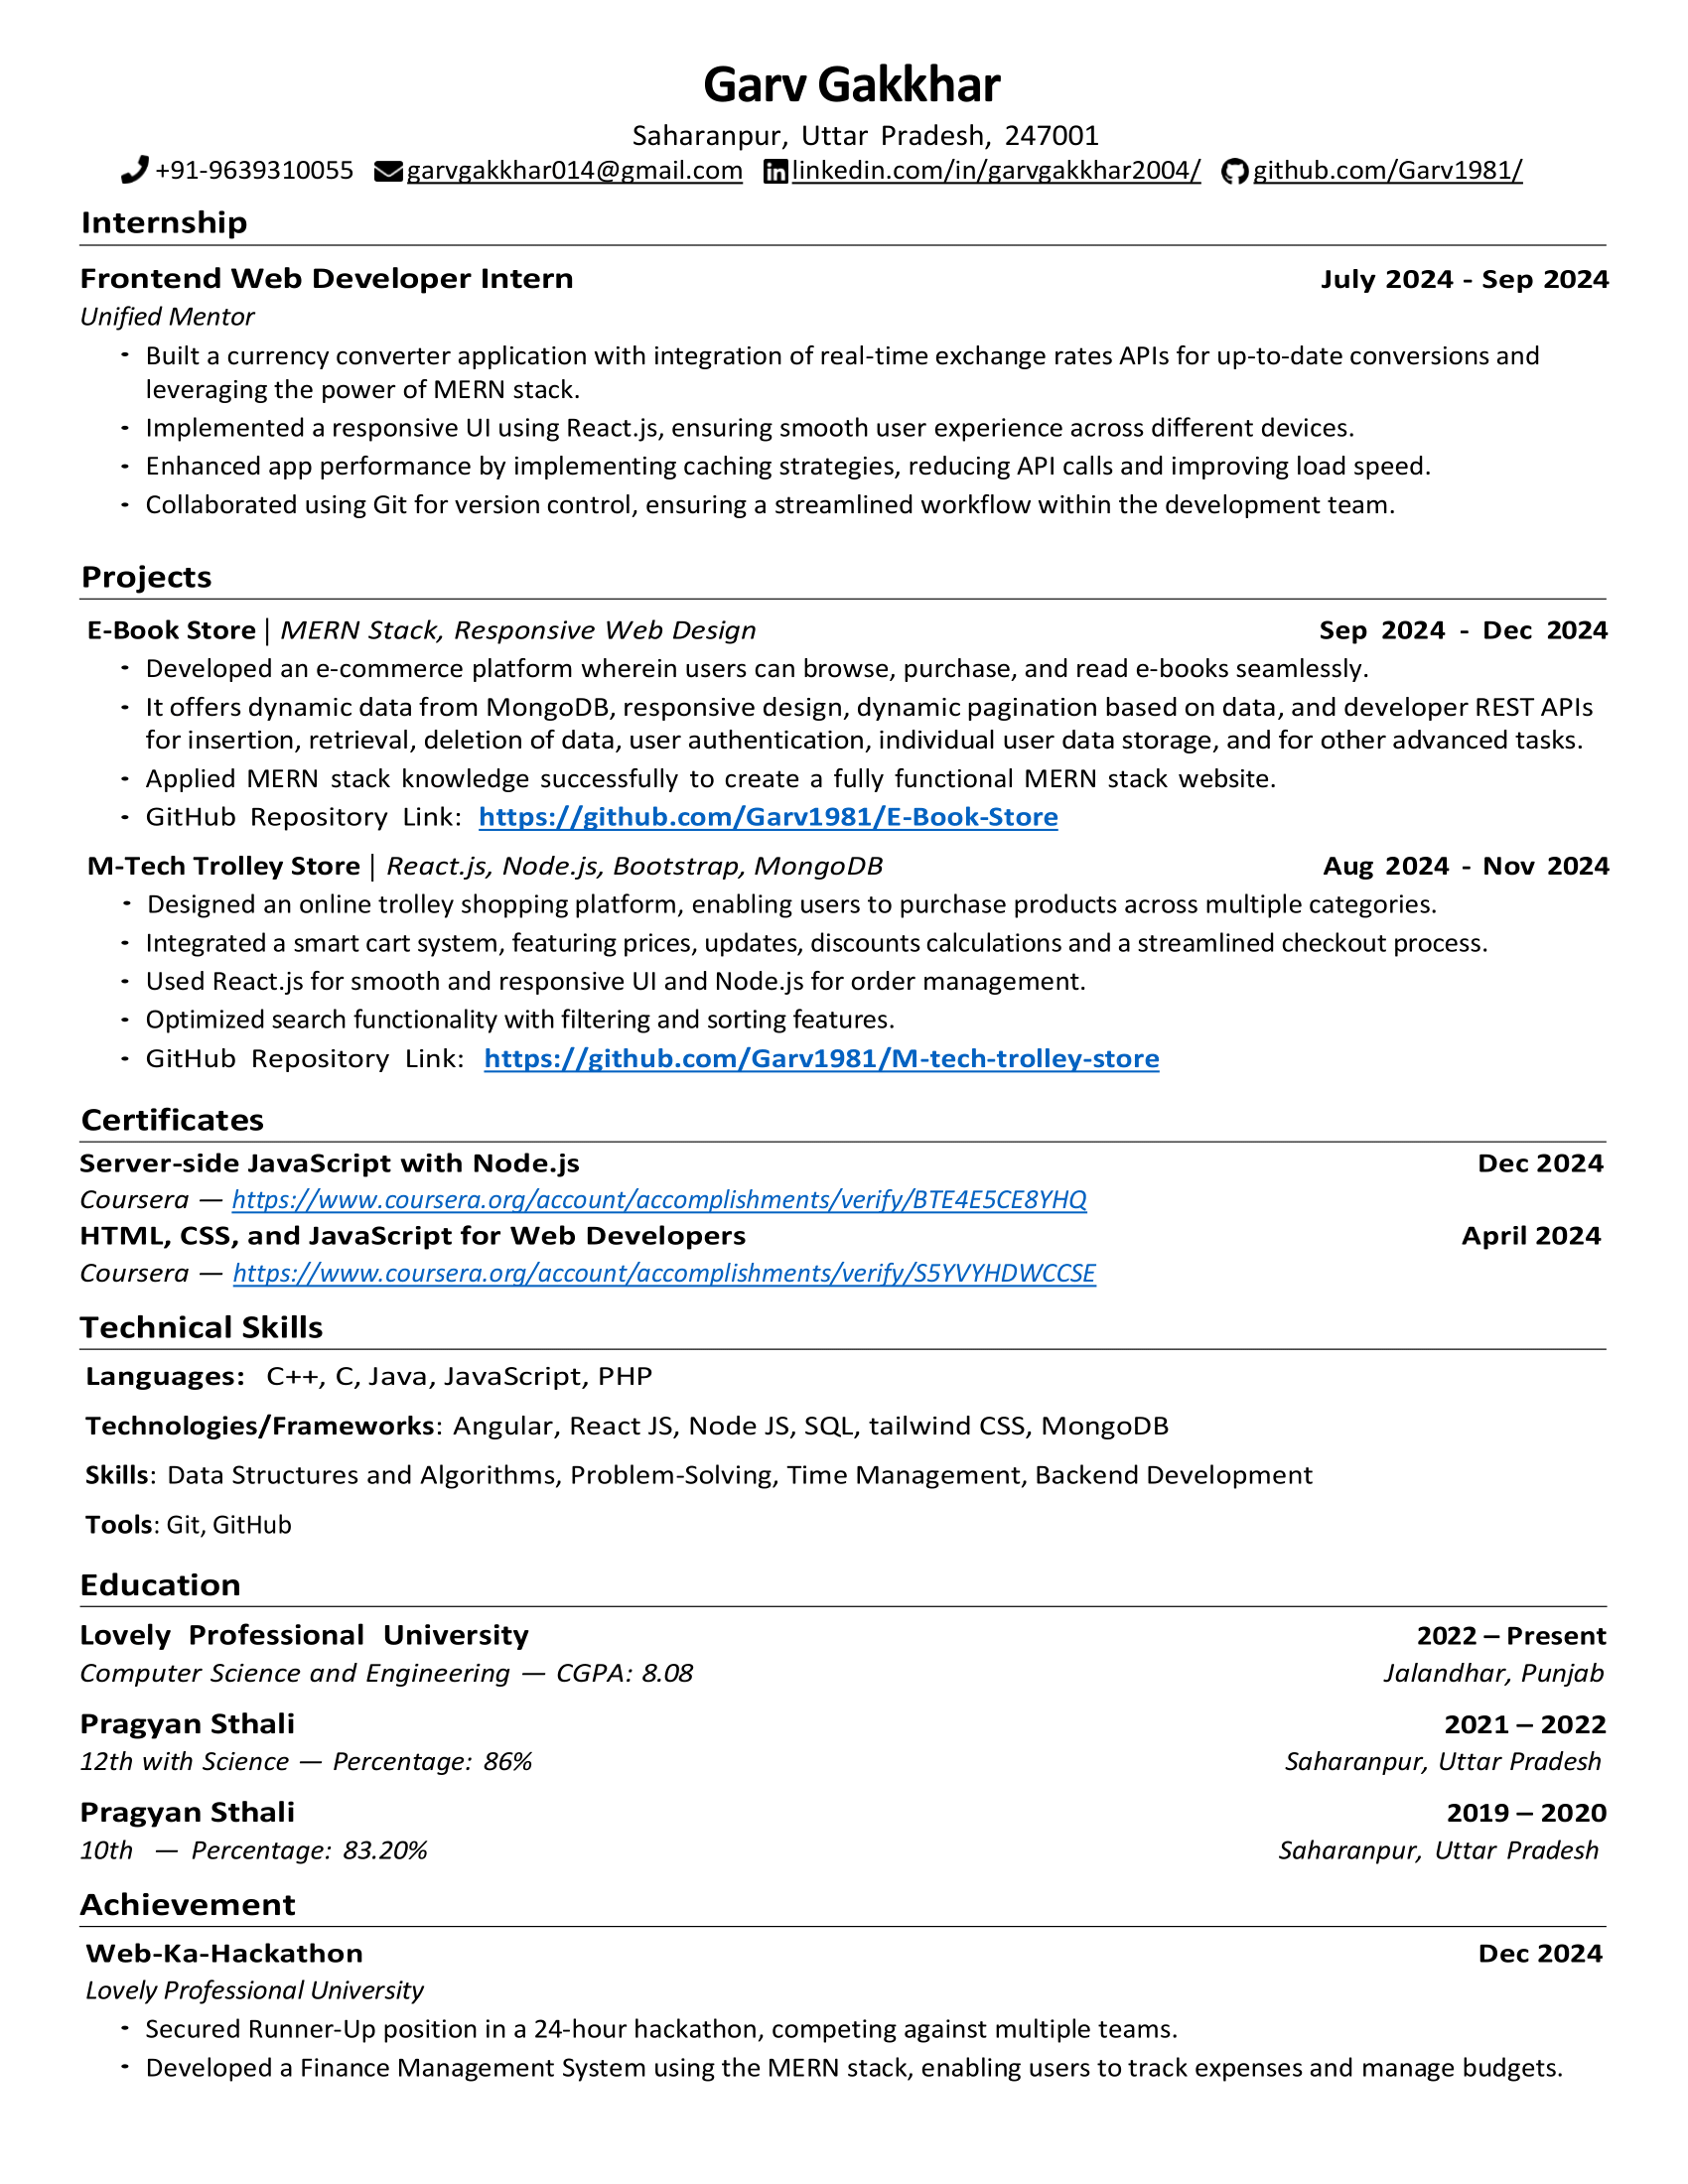 Garv Gakkhar
Saharanpur, Uttar Pradesh, 247001
+91-9639310055 garvgakkhar014@gmail.com linkedin.com/in/garvgakkhar2004/ github.com/Garv1981/
Internship
Frontend Web Developer Intern July 2024 - Sep 2024
Unified Mentor
- Built a currency converter application with integration of real-time exchange rates APIs for up-to-date conversions and
leveraging the power of MERN stack.
- Implemented a responsive UI using React.js, ensuring smooth user experience across different devices.
- Enhanced app performance by implementing caching strategies, reducing API calls and improving load speed.
- Collaborated using Git for version control, ensuring a streamlined workflow within the development team.
Projects
E-Book Store | MERN Stack, Responsive Web Design Sep 2024 - Dec 2024
- Developed an e-commerce platform wherein users can browse, purchase, and read e-books seamlessly.
- It offers dynamic data from MongoDB, responsive design, dynamic pagination based on data, and developer REST APIs
for insertion, retrieval, deletion of data, user authentication, individual user data storage, and for other advanced tasks.
- Applied MERN stack knowledge successfully to create a fully functional MERN stack website.
- GitHub Repository Link: https://github.com/Garv1981/E-Book-Store
M-Tech Trolley Store | React.js, Node.js, Bootstrap, MongoDB Aug 2024 - Nov 2024
- Designed an online trolley shopping platform, enabling users to purchase products across multiple categories.
- Integrated a smart cart system, featuring prices, updates, discounts calculations and a streamlined checkout process.
- Used React.js for smooth and responsive UI and Node.js for order management.
- Optimized search functionality with filtering and sorting features.
- GitHub Repository Link: https://github.com/Garv1981/M-tech-trolley-store
Certificates
Server-side JavaScript with Node.js Dec 2024
Coursera — https://www.coursera.org/account/accomplishments/verify/BTE4E5CE8YHQ
HTML, CSS, and JavaScript for Web Developers April 2024
Coursera — https://www.coursera.org/account/accomplishments/verify/S5YVYHDWCCSE
Technical Skills
Languages: C++, C, Java, JavaScript, PHP
Technologies/Frameworks: Angular, React JS, Node JS, SQL, tailwind CSS, MongoDB
Skills: Data Structures and Algorithms, Problem-Solving, Time Management, Backend Development
Tools: Git, GitHub
Education
Lovely Professional University 2022 – Present
Computer Science and Engineering — CGPA: 8.08 Jalandhar, Punjab
Pragyan Sthali 2021 – 2022
12th with Science — Percentage: 86% Saharanpur, Uttar Pradesh
Pragyan Sthali 2019 – 2020
10th — Percentage: 83.20% Saharanpur, Uttar Pradesh
Achievement
Web-Ka-Hackathon Dec 2024
Lovely Professional University
- Secured Runner-Up position in a 24-hour hackathon, competing against multiple teams.
- Developed a Finance Management System using the MERN stack, enabling users to track expenses and manage budgets.